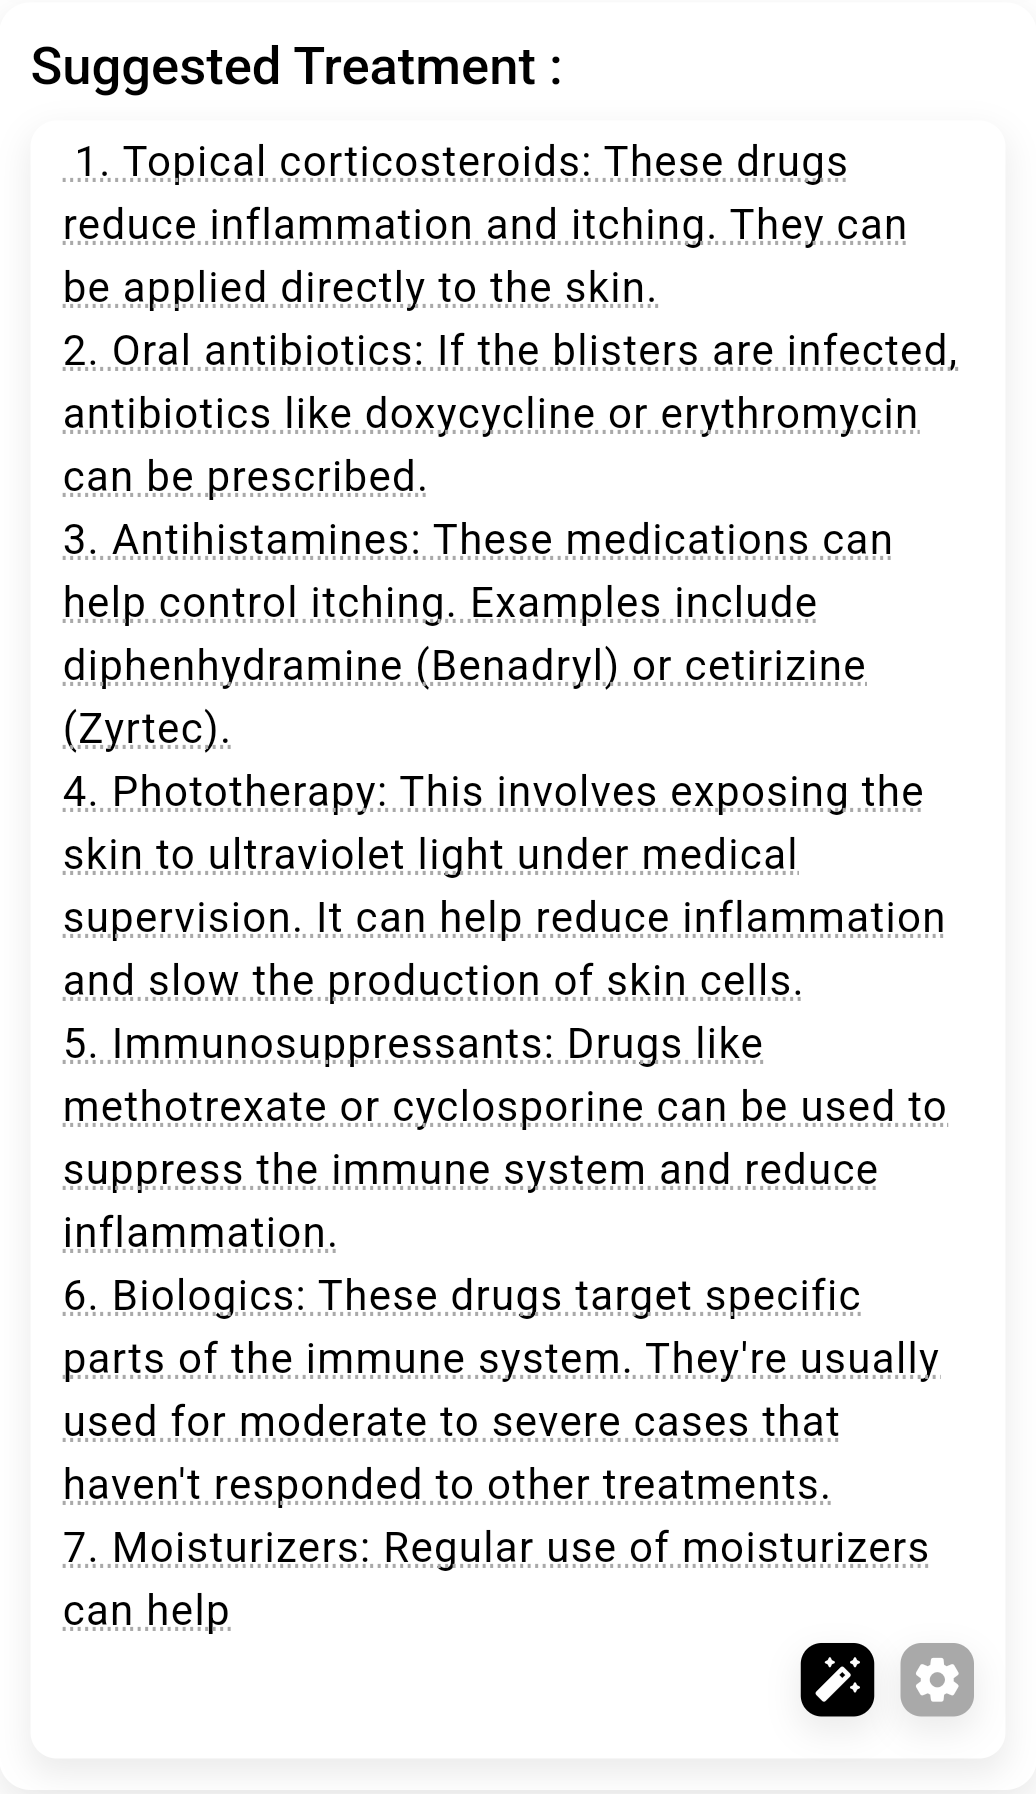 Suggested Treatment :
1. Topical corticosteroids: These drugs
reduce inflammation and itching. They can
be applied directly to the skin.
2. Oral antibiotics: If the blisters are infected,
antibiotics like doxycycline or erythromycin
can be prescribed.
3. Antihistamines: These medications can
help control itching. Examples include
diphenhydramine (Benadryl) or cetirizine
(Zyrtec).
4. Phototherapy: This involves exposing the
skin to ultraviolet light under medical
supervision. It can help reduce inflammation
and slow the production of skin cells.
5. Immunosuppressants: Drugs like
methotrexate or cyclosporine can be used to
suppress the immune system and reduce
inflammation.
6. Biologics: These drugs target specific
parts of the immune system. They're usually
used for moderate to severe cases that
haven't responded to other treatments.
7. Moisturizers: Regular use of moisturizers
can help